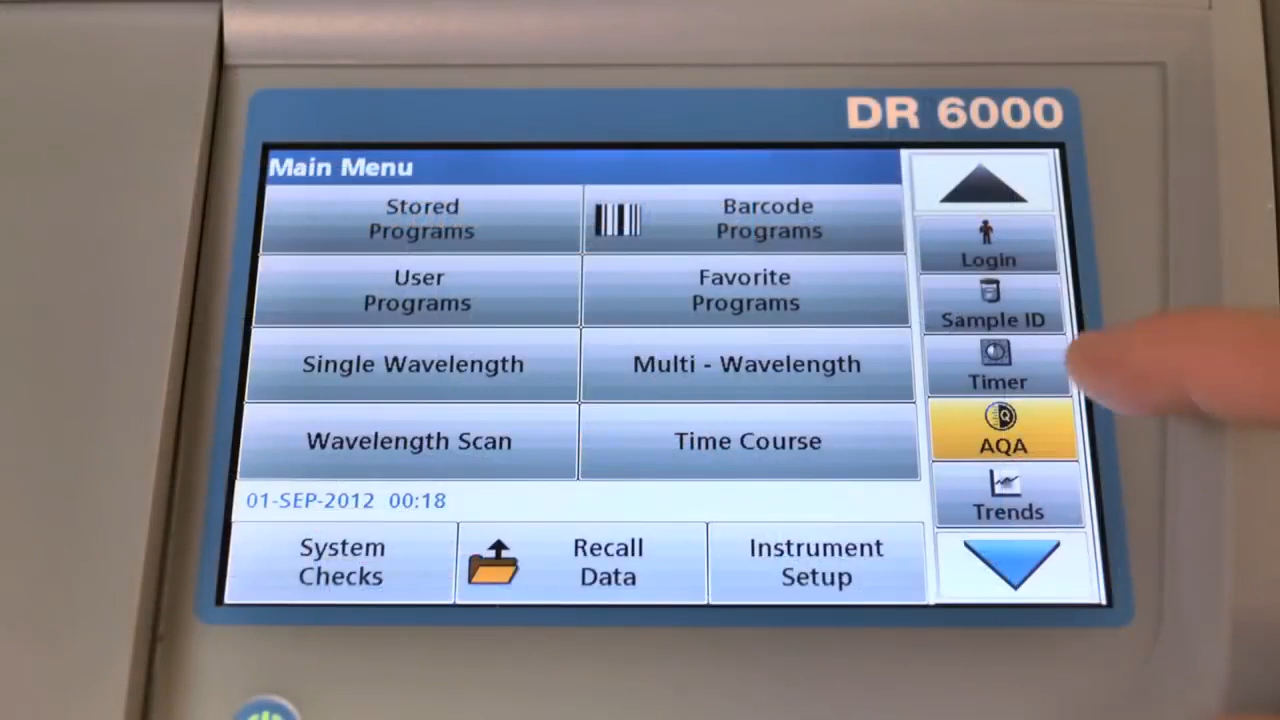 DR 6000
Main Menu
Stored
Programs
Barcode
Programs
User
Programs
Favorite
Programs
Single Wavelength
Multi - Wavelength
Wavelength Scan
Time Course
01-SEP-2012 00:18
System
Checks
Recall
Data
Instrument
Setup
Login
Sample ID
Timer
Q
AQA
Trends